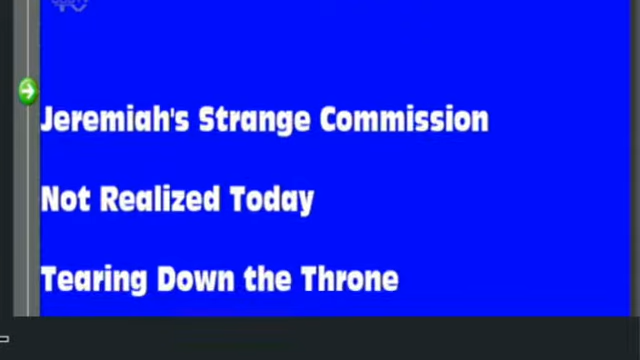 Jeremiah's Strange Commission
Not Realized Today
Tearing Down the Throne